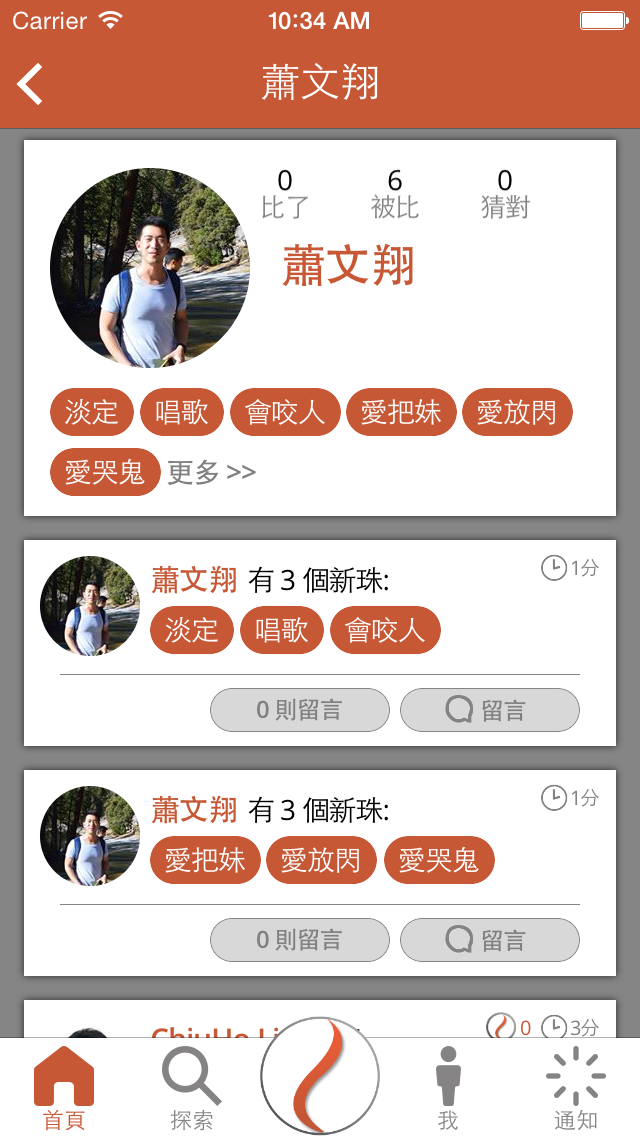 Carrier 10:34 AM
蕭文翔
0 6 0
比了 被比 猜對
蕭文翔
淡定 唱歌 會咬人 愛把妹 愛放閃
愛哭鬼 更多 >>
蕭文翔 有 3 個新珠: 1分
淡定 唱歌 會咬人
0 則留言 留言
蕭文翔 有 3 個新珠: 1分
愛把妹 愛放閃 愛哭鬼
0 則留言 留言
0 3分
首頁 探索 我 通知